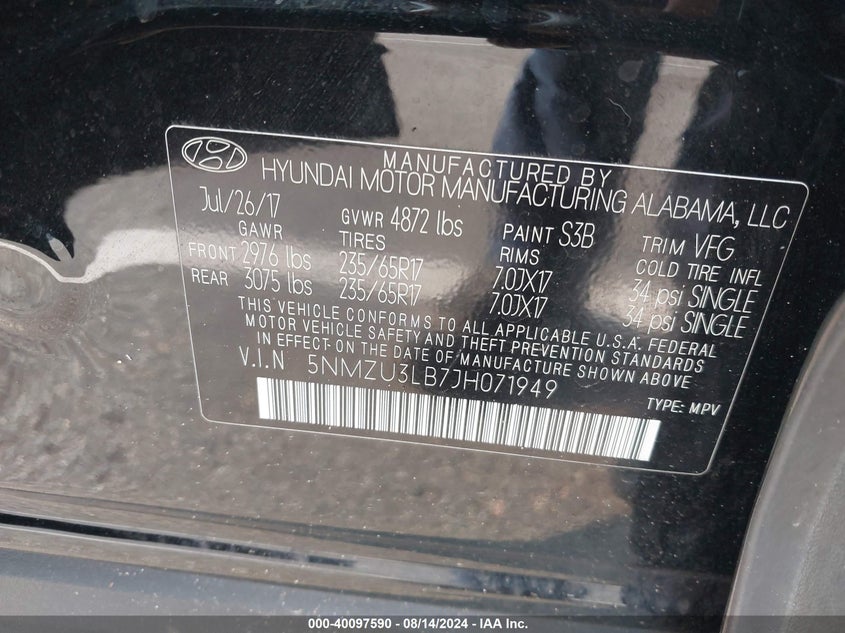 MANUFACTURED BY
HYUNDAI MOTOR MANUFACTURING ALABAMA, LLC
Jul/26/17 GVWR 4872 lbs PAINT S3B TRIM VFG
GAWR TIRES RIMS COLD TIRE INFL
FRONT 2976 lbs 235/65R17 7.0JX17 34 psi SINGLE
REAR 3075 lbs 235/65R17 7.0JX17 34 psi SINGLE
THIS VEHICLE CONFORMS TO ALL APPLICABLE U.S.A. FEDERAL
MOTOR VEHICLE SAFETY AND THEFT PREVENTION STANDARDS
IN EFFECT ON THE DATE OF MANUFACTURE SHOWN ABOVE
V.I.N 5NMZU3LB7JH071949
TYPE: MPV
000-40097590 - 08/14/2024 - IAA Inc.